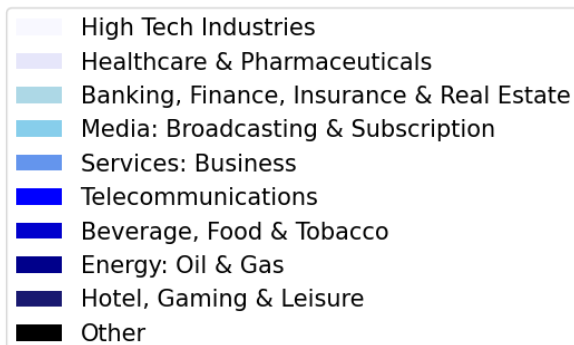 High Tech Industries
Healthcare & Pharmaceuticals
Banking, Finance, Insurance & Real Estate
Media: Broadcasting & Subscription
Services: Business
Telecommunications
Beverage, Food & Tobacco
Energy: Oil & Gas
Hotel, Gaming & Leisure
Other